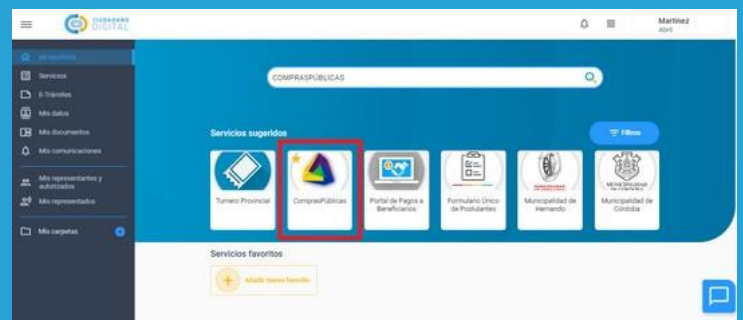 CIUDADANO
DIGITAL
Martinez
Abril
Mi escritorio
Servicios
E-Trámites
Mis datos
Mis documentos
Mis comunicaciones
Mis representantes y
autorizados
Mis representados
Mis carpetas
COMPRASPÚBLICAS
Servicios sugeridos
Filtros
Turnero Provincial
ComprasPúblicas
Portal de Pagos a
Beneficiarios
Formulario Único
de Postulantes
Municipalidad de
Hernando
MUNICIPALIDAD
Municipalidad de
Córdoba
Servicios favoritos
Añadir nuevo favorito